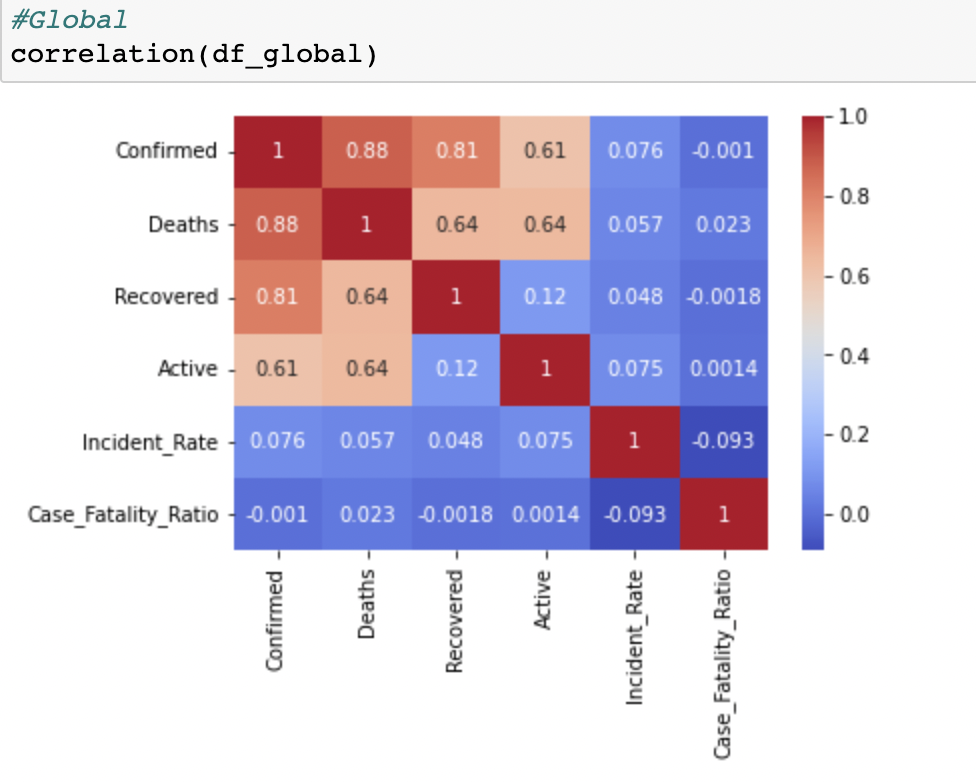 #Global
correlation(df_global)
Confirmed 1 0.88 0.81 0.61 0.076 -0.001
Deaths 0.88 1 0.64 0.64 0.057 0.023
Recovered 0.81 0.64 1 0.12 0.048 -0.0018
Active 0.61 0.64 0.12 1 0.075 0.0014
Incident_Rate 0.076 0.057 0.048 0.075 1 -0.093
Case_Fatality_Ratio -0.001 0.023 -0.0018 0.0014 -0.093 1
Confirmed
Deaths
Recovered
Active
Incident_Rate
Case_Fatality_Ratio
1.0
0.8
0.6
0.4
0.2
0.0